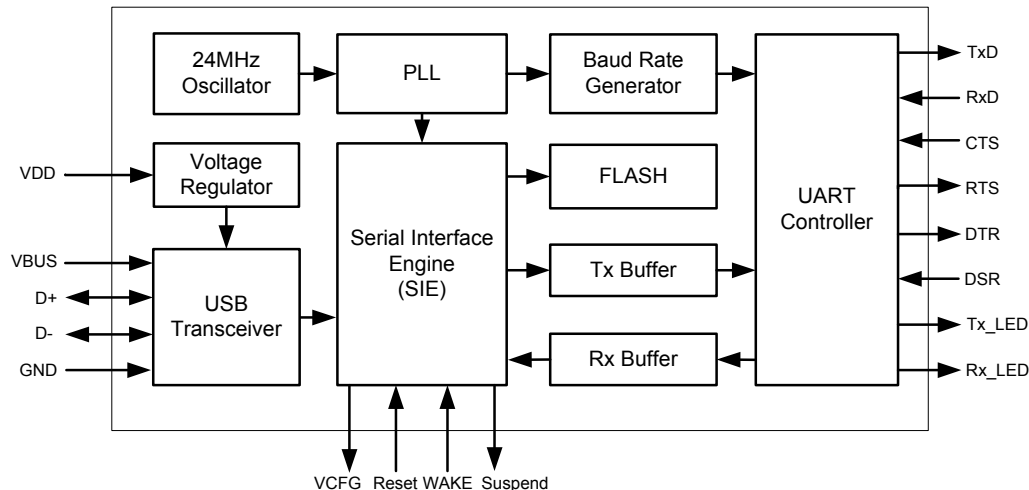 24MHz
Oscillator
PLL
Baud Rate
Generator
TxD
RxD
CTS
RTS
DTR
DSR
Tx_LED
Rx_LED
UART
Controller
VDD
Voltage
Regulator
FLASH
Serial Interface
Engine
(SIE)
Tx Buffer
Rx Buffer
VBUS
D+
D-
GND
USB
Transceiver
VCFG
Reset
WAKE
Suspend